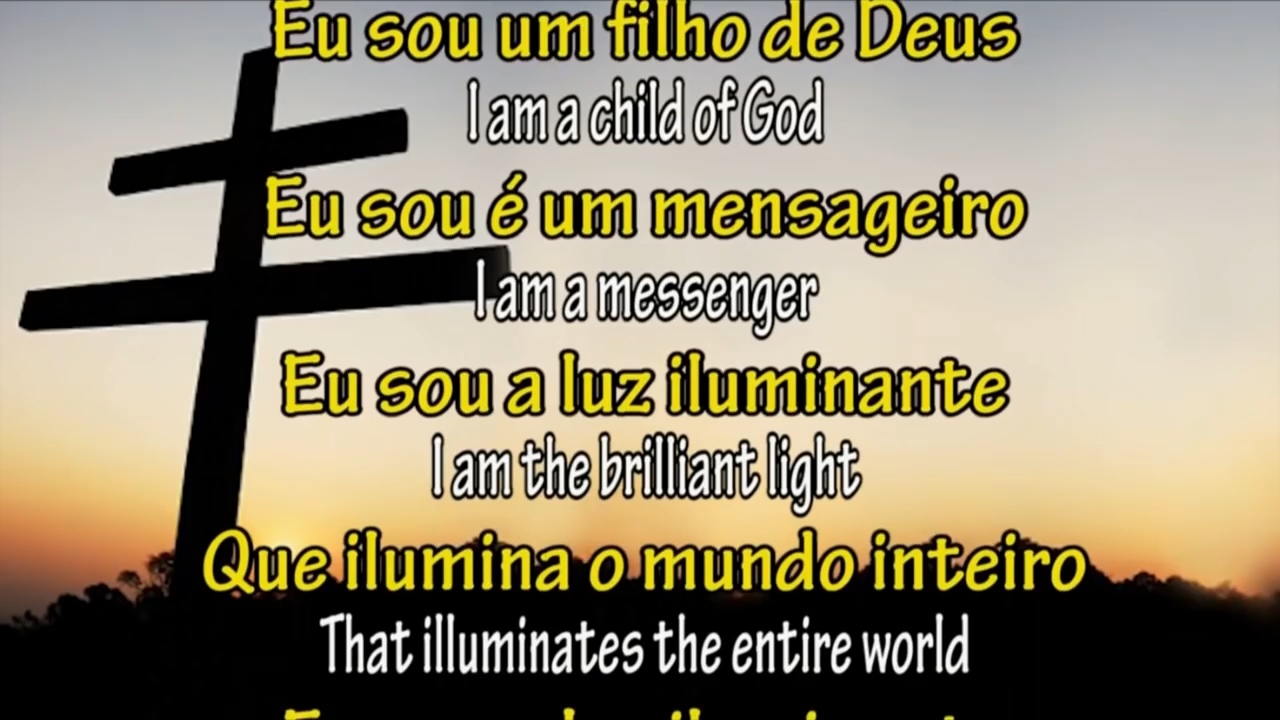 Eu sou um filho de Deus
I am a child of God
Eu sou é um mensageiro
I am a messenger
Eu sou a luz iluminante
I am the brilliant light
Que ilumina o mundo inteiro
That illuminates the entire world